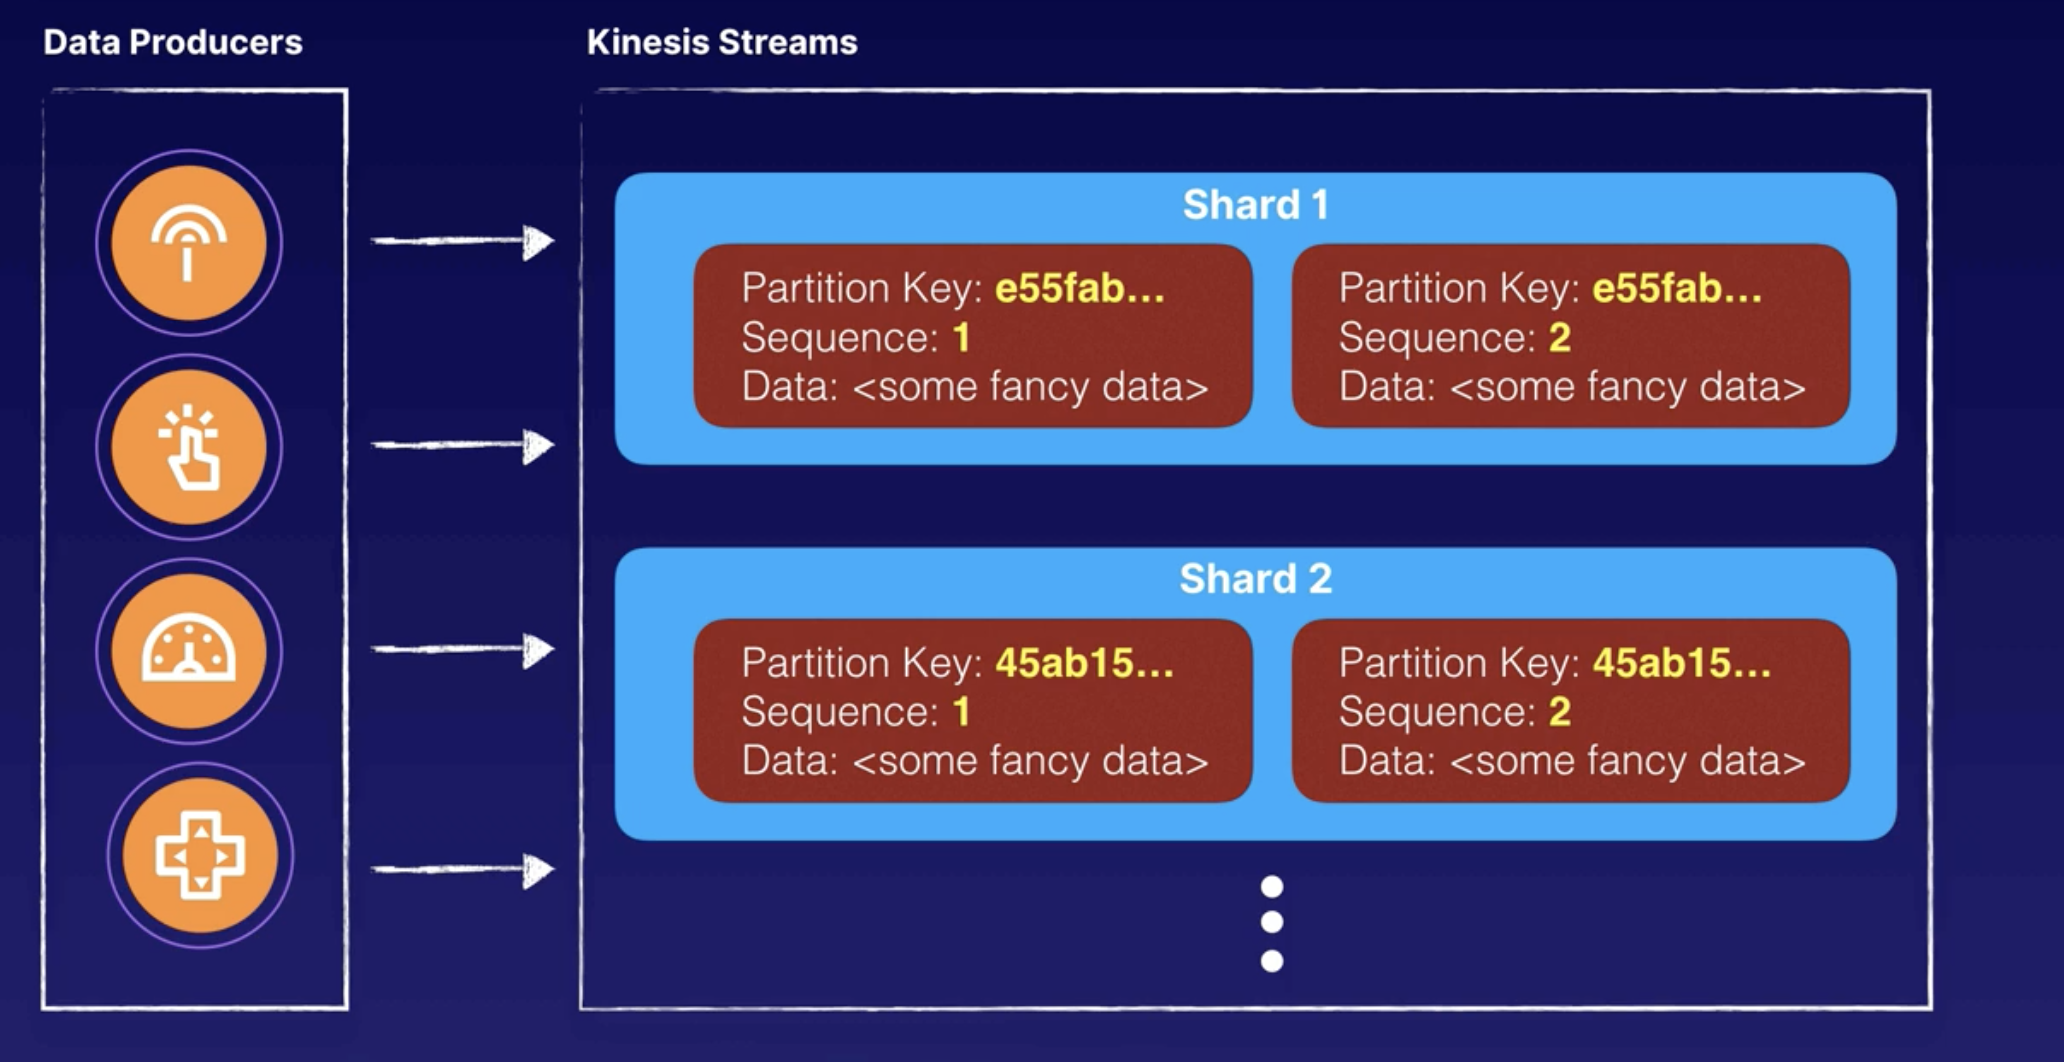 Data Producers
Kinesis Streams
Shard 1
Partition Key: e55fab...
Sequence: 1
Data: <some fancy data>
Partition Key: e55fab...
Sequence: 2
Data: <some fancy data>
Shard 2
Partition Key: 45ab15...
Sequence: 1
Data: <some fancy data>
Partition Key: 45ab15...
Sequence: 2
Data: <some fancy data>